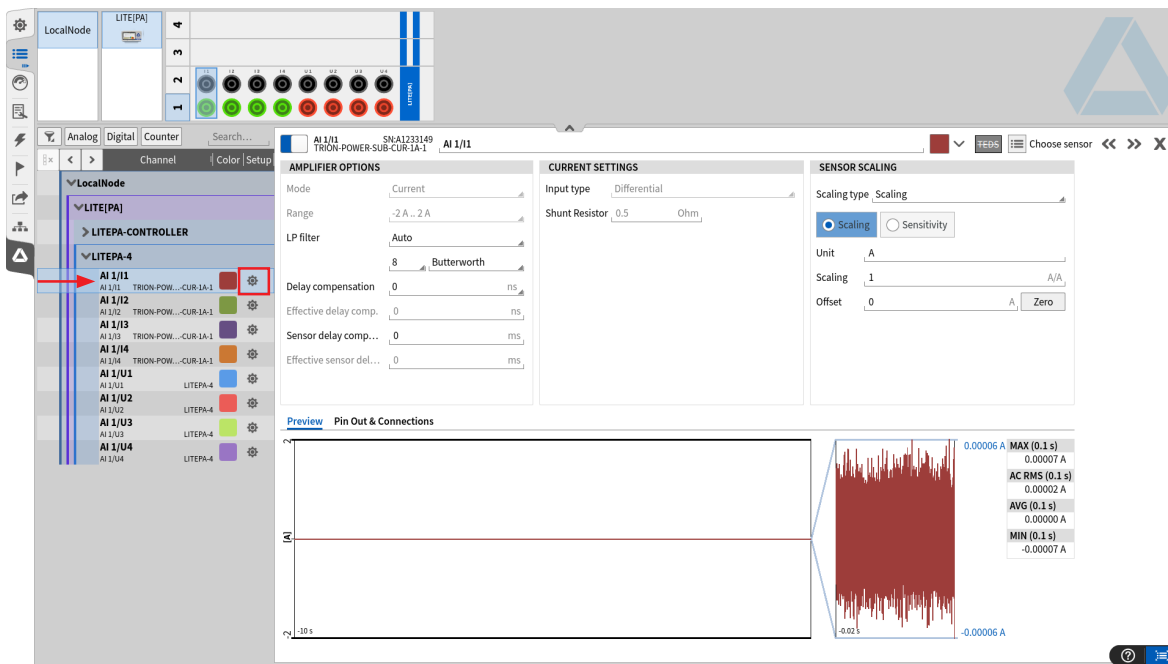 LocalNode
LITE[PA]
4
3
2
1
I 1 I 2 I 3 I 4 U 1 U 2 U 3 U 4
LITE[PA]
Analog Digital Counter Search...
Channel Color Setup
LocalNode
LITE[PA]
LITEPA-CONTROLLER
LITEPA-4
AI 1/I1
AI 1/I1 TRION-POW...-CUR-1A-1
AI 1/I2
AI 1/I2 TRION-POW...-CUR-1A-1
AI 1/I3
AI 1/I3 TRION-POW...-CUR-1A-1
AI 1/I4
AI 1/I4 TRION-POW...-CUR-1A-1
AI 1/U1
AI 1/U1 LITEPA-4
AI 1/U2
AI 1/U2 LITEPA-4
AI 1/U3
AI 1/U3 LITEPA-4
AI 1/U4
AI 1/U4 LITEPA-4
AI 1/I1 SN:A1233149
TRION-POWER-SUB-CUR-1A-1
AI 1/I1
TEDS Choose sensor X
AMPLIFIER OPTIONS
Mode Current
Range -2 A .. 2 A
LP filter Auto
8 Butterworth
Delay compensation 0 ns
Effective delay comp. 0 ns
Sensor delay comp... 0 ms
Effective sensor del... 0 ms
CURRENT SETTINGS
Input type Differential
Shunt Resistor 0.5 Ohm
SENSOR SCALING
Scaling type Scaling
Scaling Sensitivity
Unit A
Scaling 1 A/A
Offset 0 A Zero
Preview Pin Out & Connections
2
[A]
-2
-10 s
-0.02 s
0.00006 A
-0.00006 A
MAX (0.1 s)
0.00007 A
AC RMS (0.1 s)
0.00002 A
AVG (0.1 s)
0.00000 A
MIN (0.1 s)
-0.00007 A